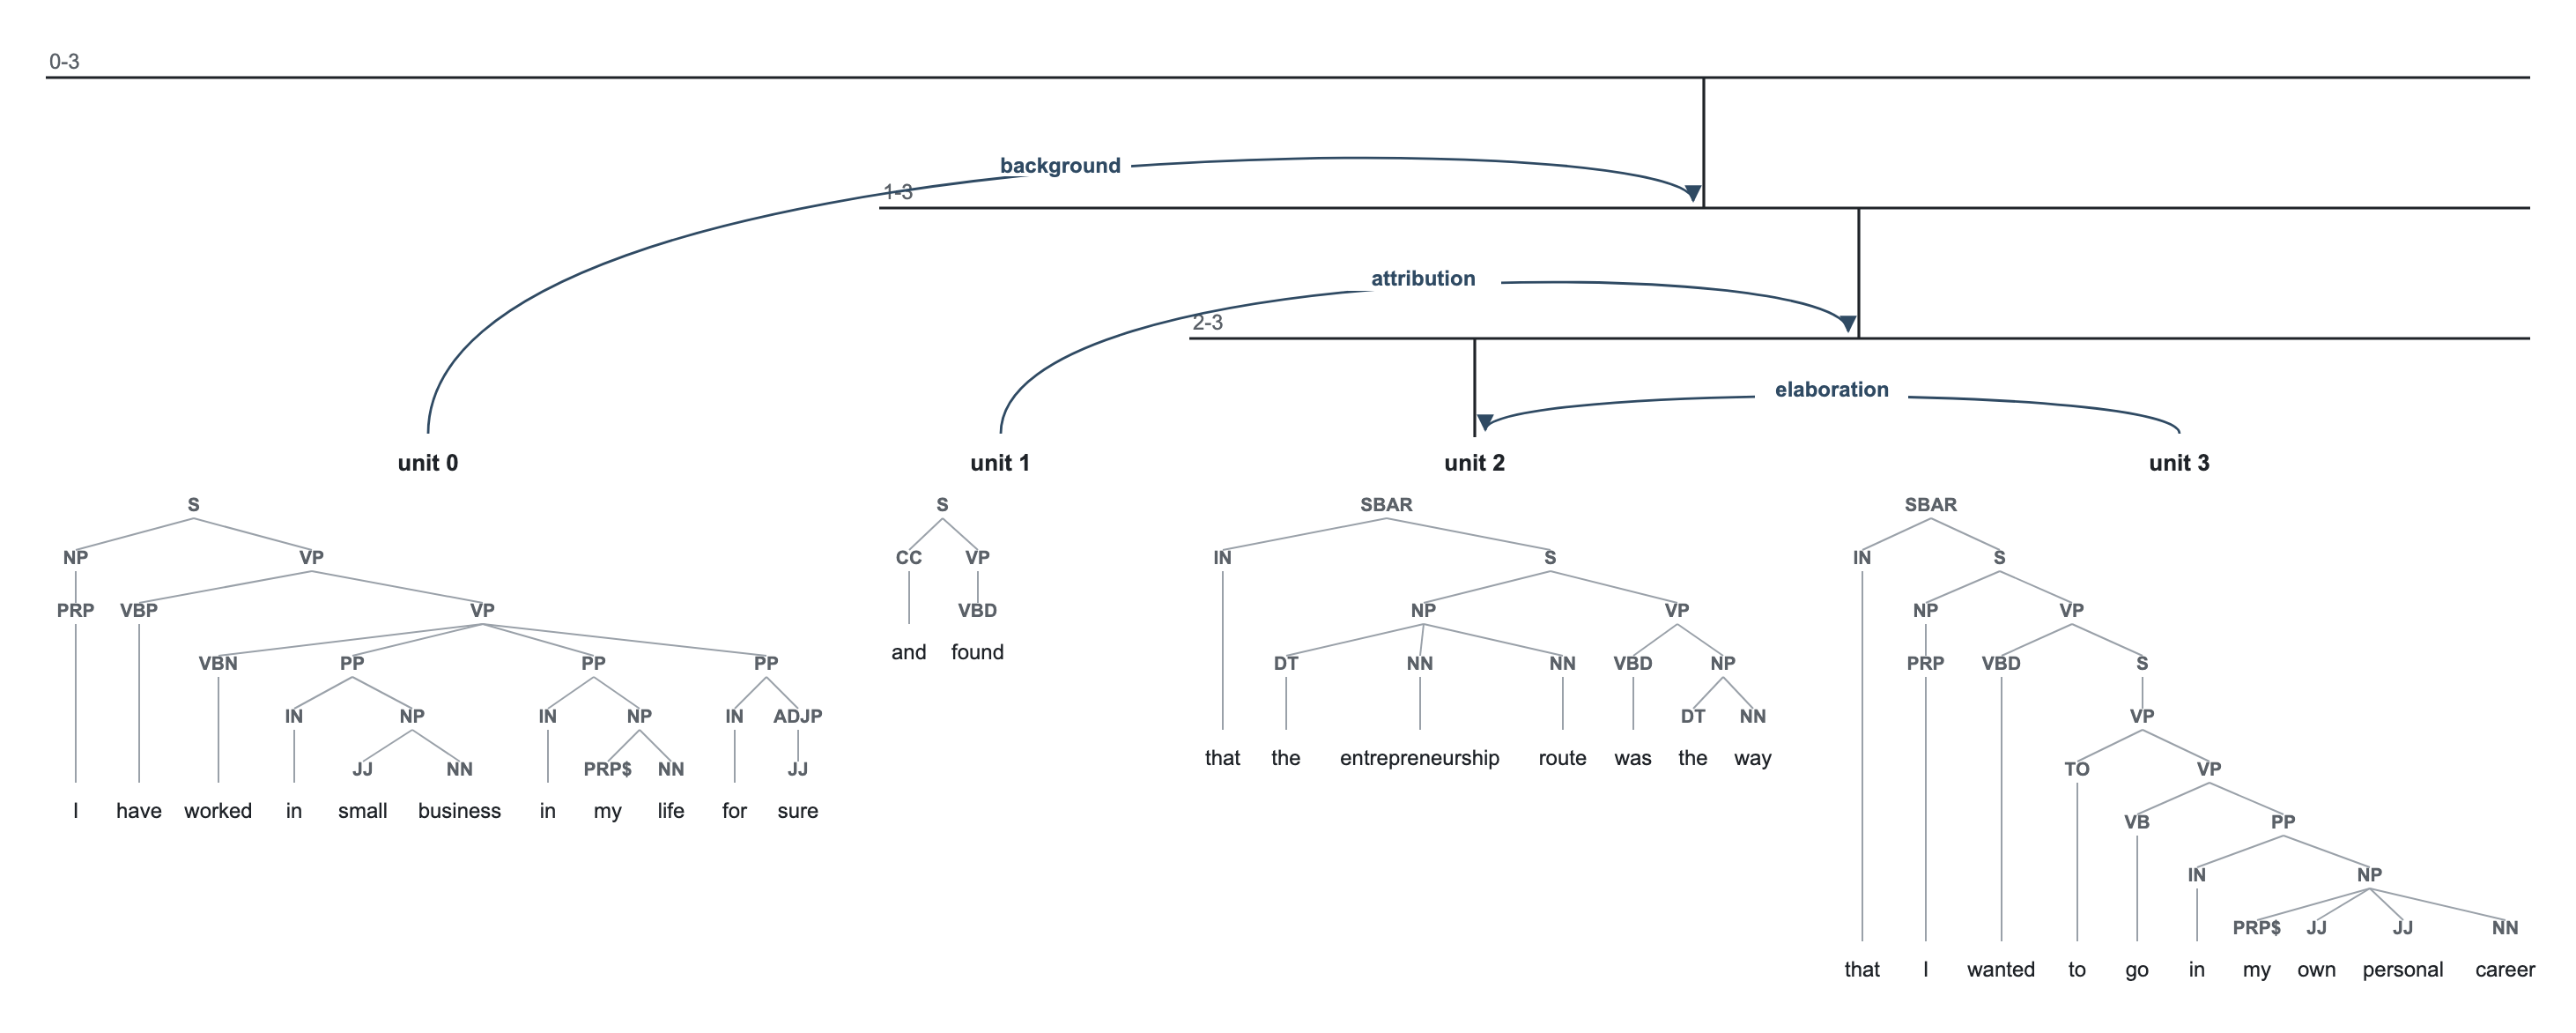 0-3
background
1-3
attribution
2-3
elaboration
unit 0 unit 1 unit 2 unit 3
S S SBAR SBAR
NP VP CC VP IN S IN S
PRP VBP VP VBD NP VP NP VP
and found
VBN PP PP PP DT NN NN VBD NP PRP VBD S
IN NP IN NP IN ADJP DT NN VP
that the entrepreneurship route was the way
JJ NN PRP$ NN JJ TO VP
I have worked in small business in my life for sure
VB PP
IN NP
PRP$ JJ JJ NN
that I wanted to go in my own personal career